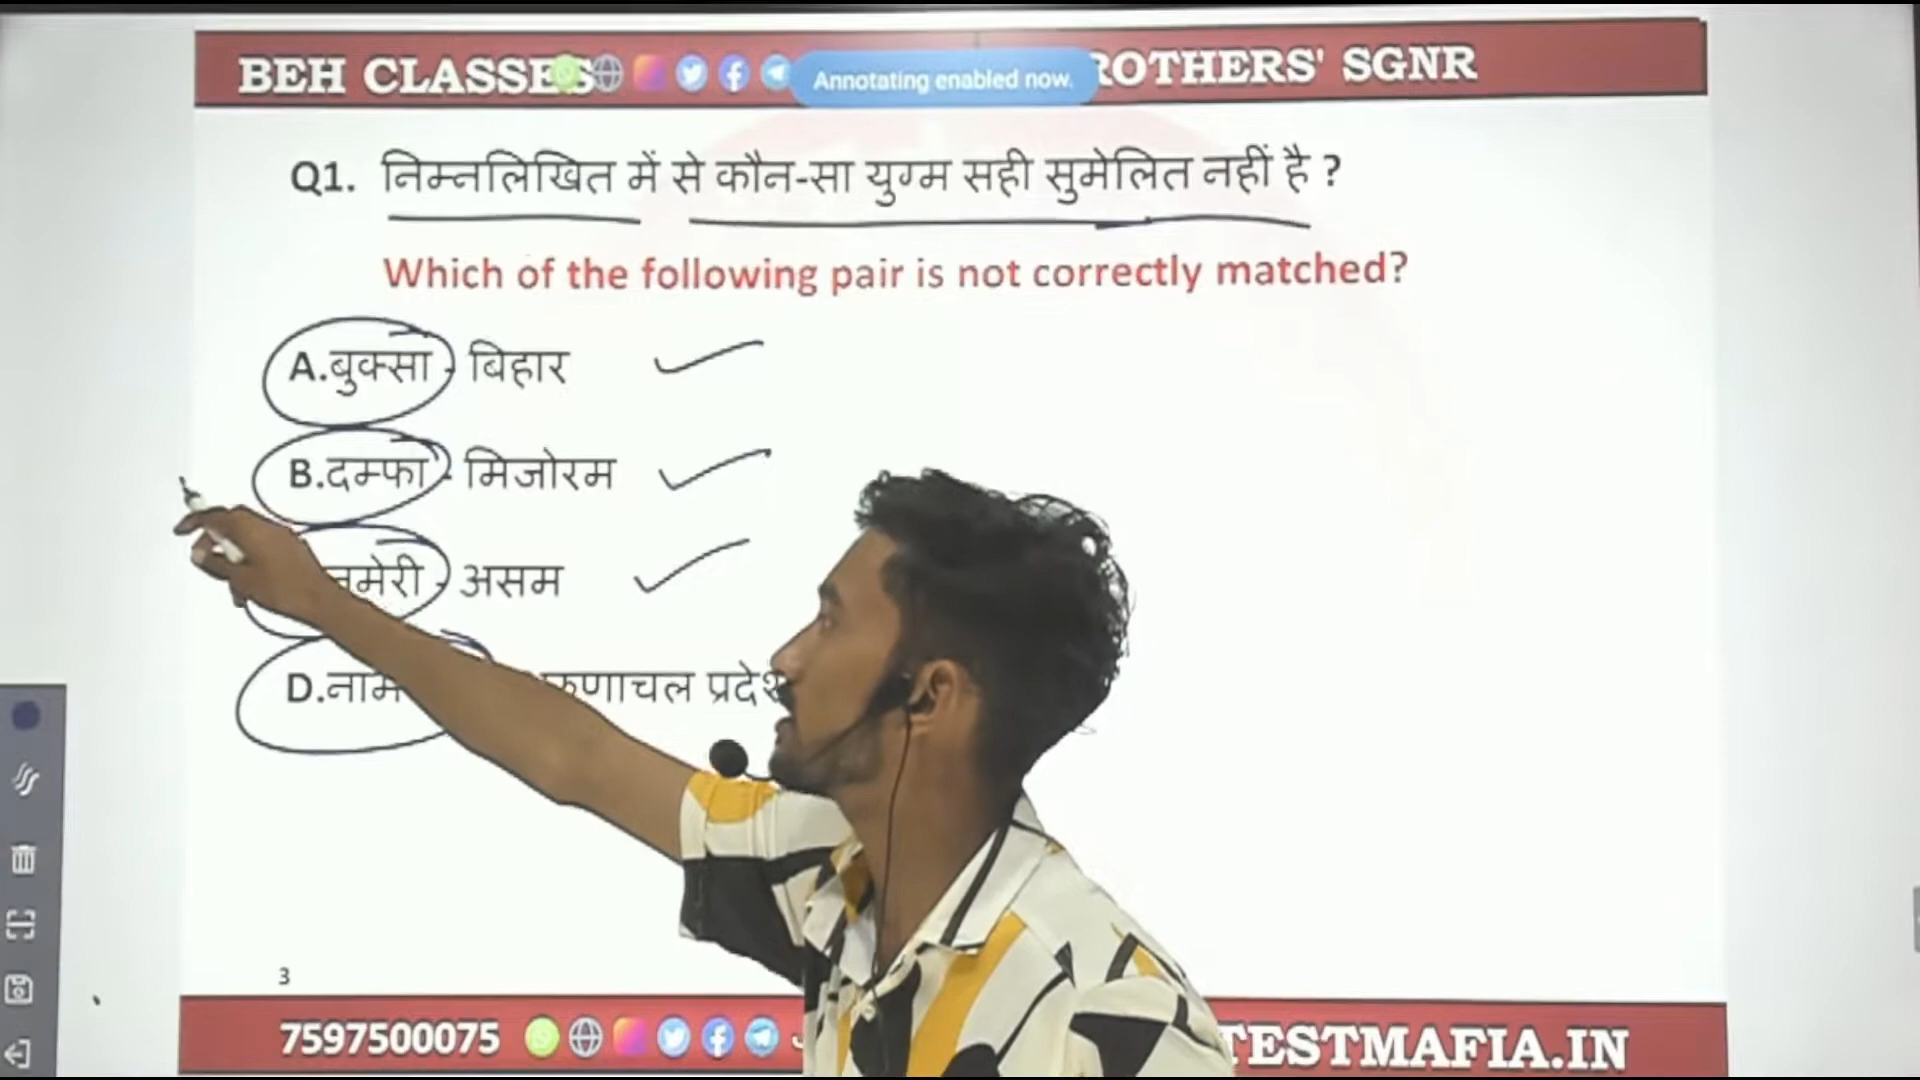 BEH CLASSES
Annotating enabled now.
ROTHERS' SGNR
Q1. निम्नलिखित में से कौन-सा युग्म सही सुमेलित नहीं है ?
Which of the following pair is not correctly matched?
A.बुक्सा - बिहार
B.दम्फा - मिजोरम
नमेरी - असम
D. प्रदेश
3
7597500075
TESTMAFIA.IN